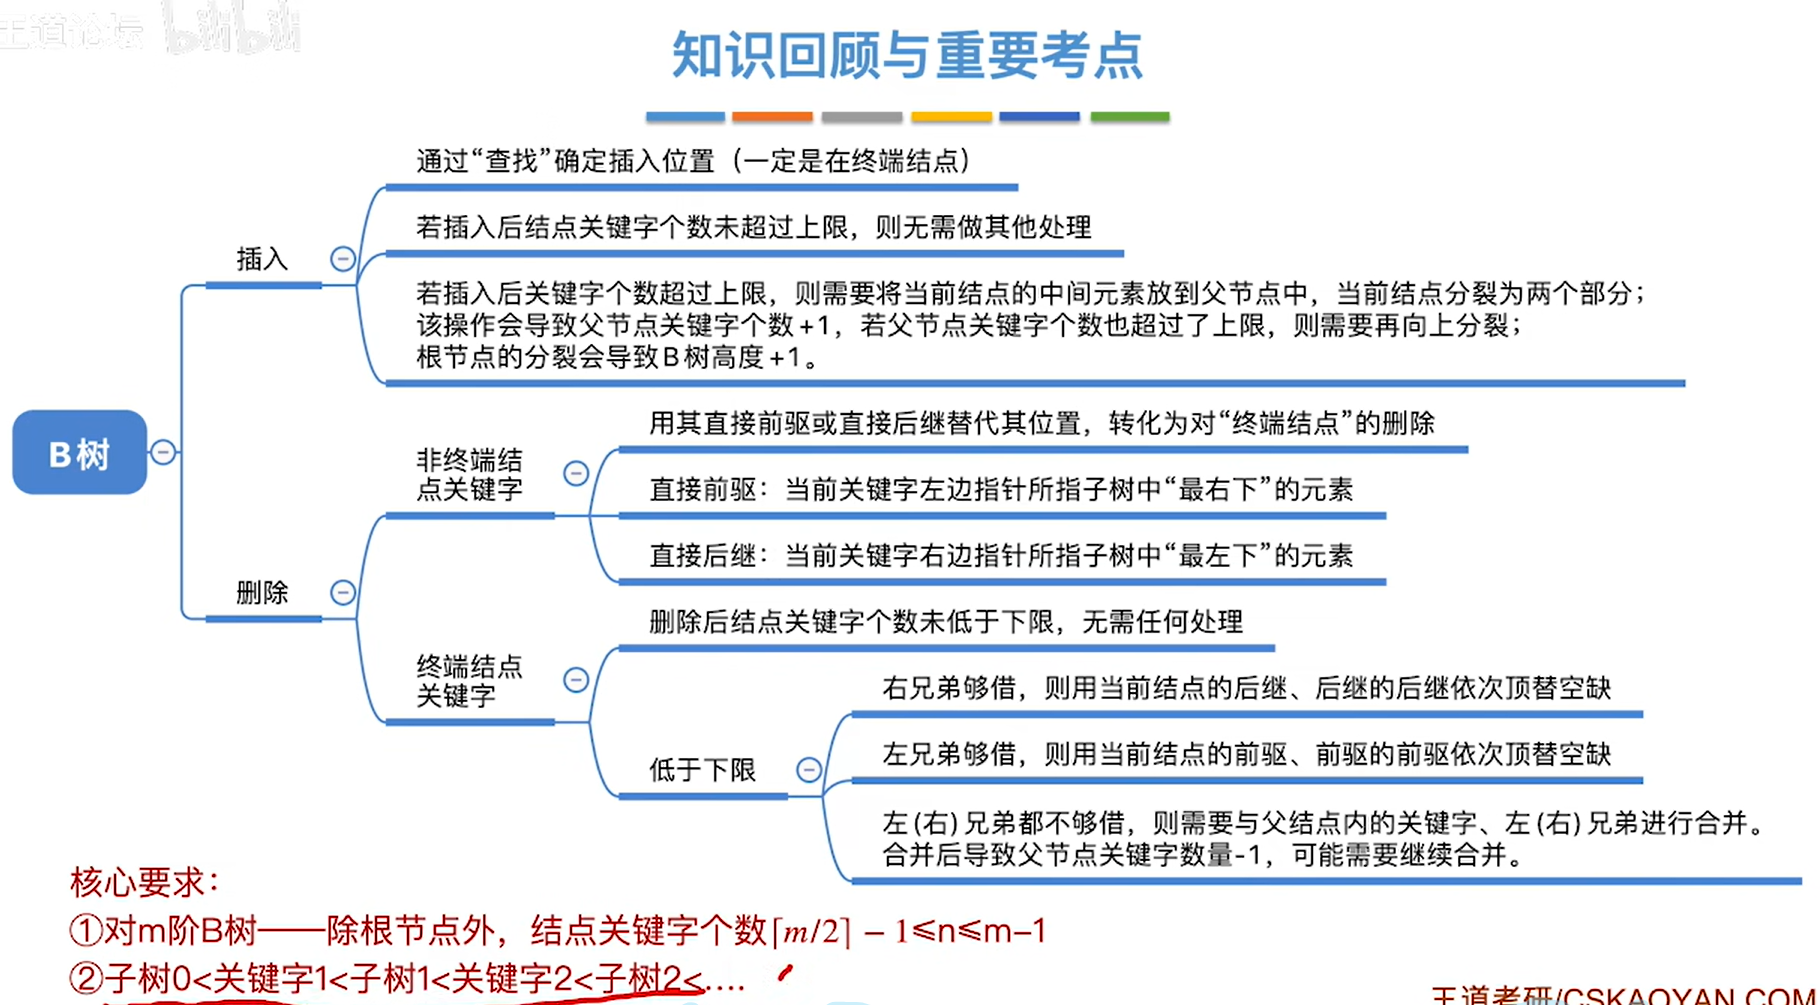 王道论坛 bilibili
知识回顾与重要考点
通过“查找”确定插入位置（一定是在终端结点）
若插入后结点关键字个数未超过上限，则无需做其他处理
插入
若插入后关键字个数超过上限，则需要将当前结点的中间元素放到父节点中，当前结点分裂为两个部分；
该操作会导致父节点关键字个数+1，若父节点关键字个数也超过了上限，则需要再向上分裂；
根节点的分裂会导致B树高度+1。
B树
用其直接前驱或直接后继替代其位置，转化为对“终端结点”的删除
非终端结
点关键字
直接前驱：当前关键字左边指针所指子树中“最右下”的元素
直接后继：当前关键字右边指针所指子树中“最左下”的元素
删除
删除后结点关键字个数未低于下限，无需任何处理
终端结点
关键字
右兄弟够借，则用当前结点的后继、后继的后继依次顶替空缺
左兄弟够借，则用当前结点的前驱、前驱的前驱依次顶替空缺
低于下限
左(右)兄弟都不够借，则需要与父结点内的关键字、左(右)兄弟进行合并。
合并后导致父节点关键字数量-1，可能需要继续合并。
核心要求：
①对m阶B树——除根节点外，结点关键字个数⌈m/2⌉ − 1≤n≤m-1
②子树0<关键字1<子树1<关键字2<子树2<....
王道考研/CSKAOYAN.COM